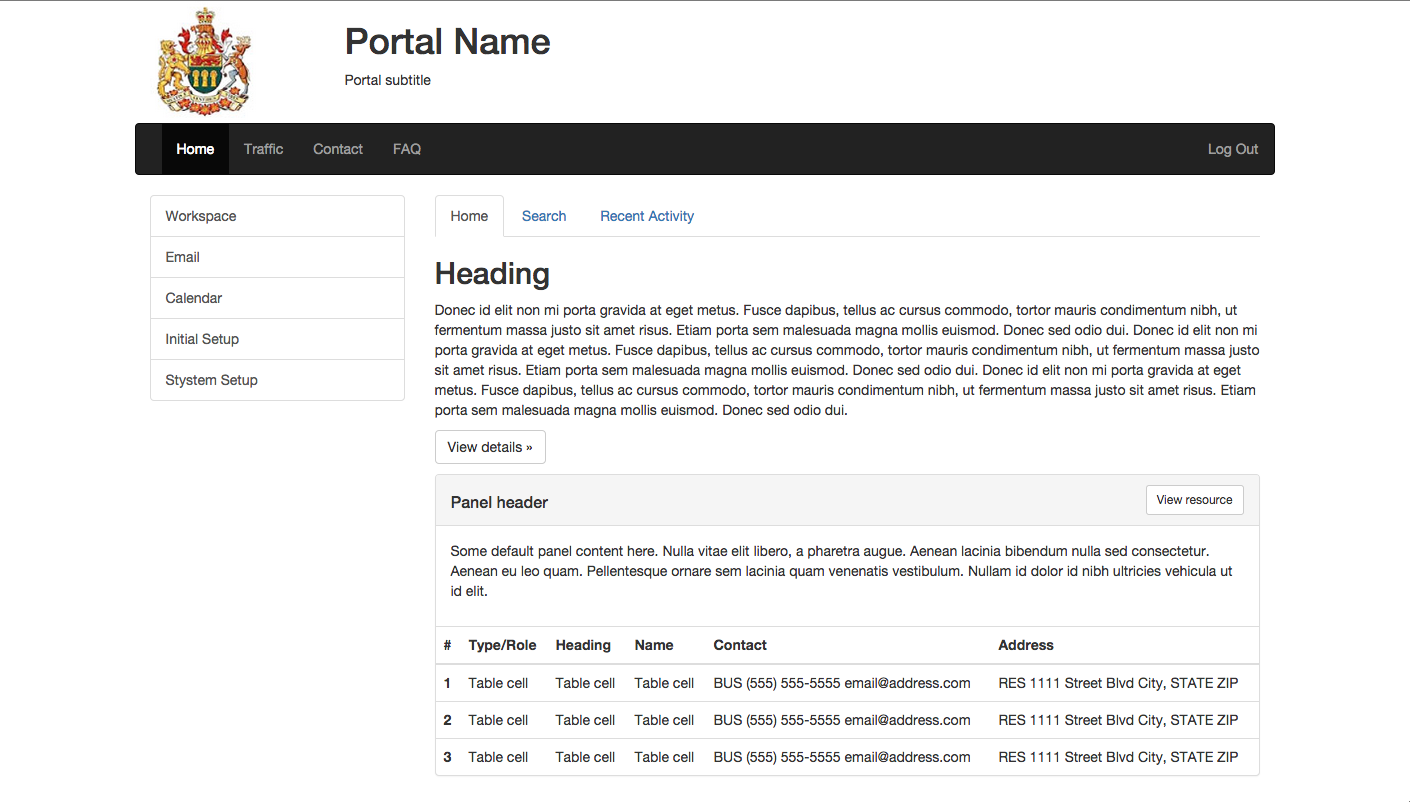 Portal Name
Portal subtitle
Home Traffic Contact FAQ Log Out
Workspace
Email
Calendar
Initial Setup
Stystem Setup
Home Search Recent Activity
Heading
Donec id elit non mi porta gravida at eget metus. Fusce dapibus, tellus ac cursus commodo, tortor mauris condimentum nibh, ut
fermentum massa justo sit amet risus. Etiam porta sem malesuada magna mollis euismod. Donec sed odio dui. Donec id elit non mi
porta gravida at eget metus. Fusce dapibus, tellus ac cursus commodo, tortor mauris condimentum nibh, ut fermentum massa justo
sit amet risus. Etiam porta sem malesuada magna mollis euismod. Donec sed odio dui. Donec id elit non mi porta gravida at eget
metus. Fusce dapibus, tellus ac cursus commodo, tortor mauris condimentum nibh, ut fermentum massa justo sit amet risus. Etiam
porta sem malesuada magna mollis euismod. Donec sed odio dui.
View details »
Panel header View resource
Some default panel content here. Nulla vitae elit libero, a pharetra augue. Aenean lacinia bibendum nulla sed consectetur.
Aenean eu leo quam. Pellentesque ornare sem lacinia quam venenatis vestibulum. Nullam id dolor id nibh ultricies vehicula ut
id elit.
# Type/Role Heading Name Contact Address
1 Table cell Table cell Table cell BUS (555) 555-5555 email@address.com RES 1111 Street Blvd City, STATE ZIP
2 Table cell Table cell Table cell BUS (555) 555-5555 email@address.com RES 1111 Street Blvd City, STATE ZIP
3 Table cell Table cell Table cell BUS (555) 555-5555 email@address.com RES 1111 Street Blvd City, STATE ZIP